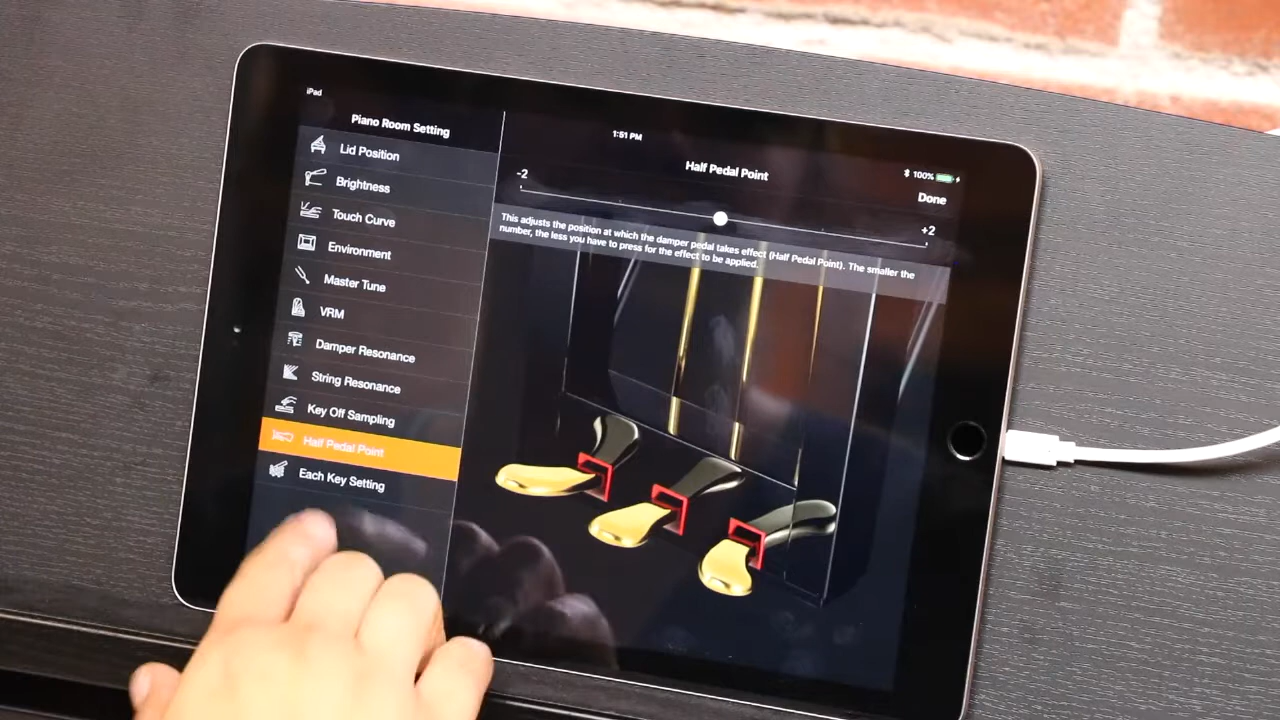 iPad
1:51 PM
100%
Piano Room Setting
Half Pedal Point
Done
Lid Position
Brightness
Touch Curve
Environment
Master Tune
VRM
Damper Resonance
String Resonance
Key Off Sampling
Half Pedal Point
Each Key Setting
-2
+2
This adjusts the position at which the damper pedal takes effect (Half Pedal Point). The smaller the
number, the less you have to press for the effect to be applied.